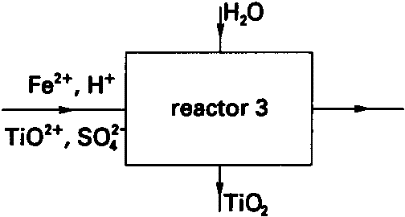 H₂O
Fe²⁺, H⁺
reactor 3
TiO²⁺, SO₄²⁻
TiO₂